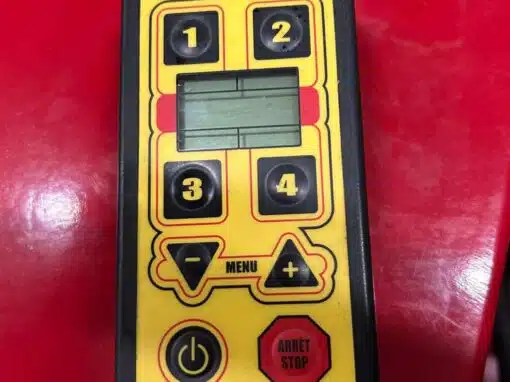 1 2
3 4
- MENU +
ARRÊT
STOP